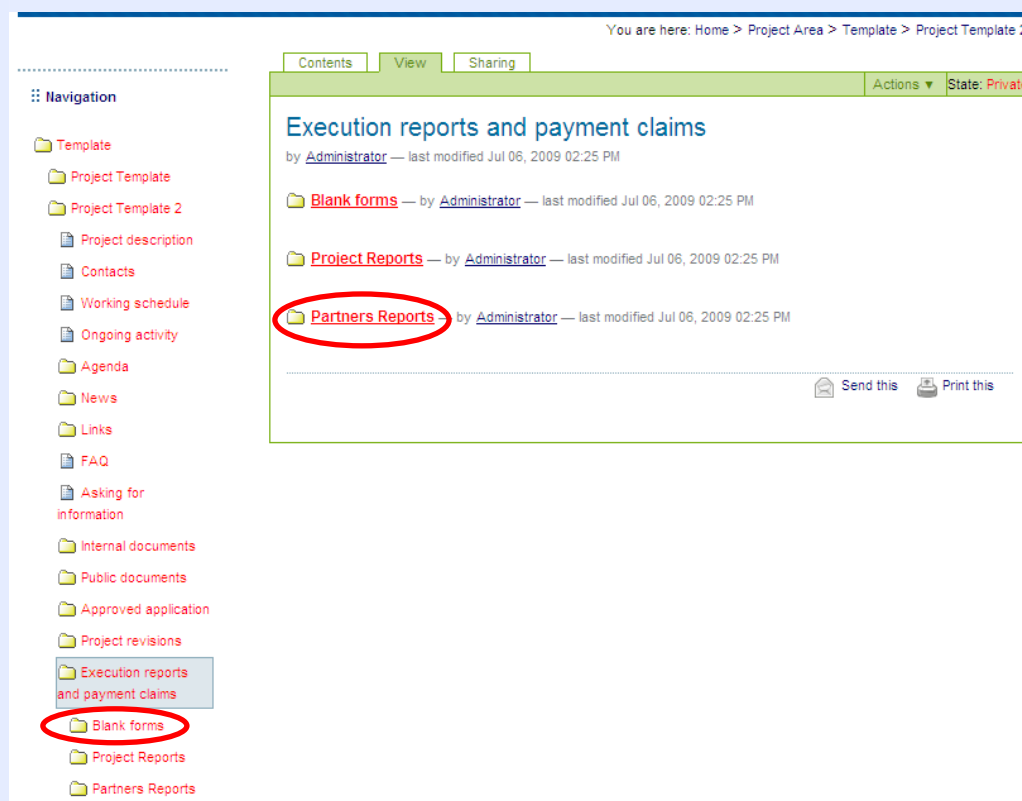 You are here: Home > Project Area > Template > Project Template 2
Contents
View
Sharing
Actions ▼
State: Private
Navigation
Template
Project Template
Project Template 2
Project description
Contacts
Working schedule
Ongoing activity
Agenda
News
Links
FAQ
Asking for
information
Internal documents
Public documents
Approved application
Project revisions
Execution reports
and payment claims
Blank forms
Project Reports
Partners Reports
Execution reports and payment claims
by Administrator — last modified Jul 06, 2009 02:25 PM
Blank forms — by Administrator — last modified Jul 06, 2009 02:25 PM
Project Reports — by Administrator — last modified Jul 06, 2009 02:25 PM
Partners Reports — by Administrator — last modified Jul 06, 2009 02:25 PM
Send this
Print this